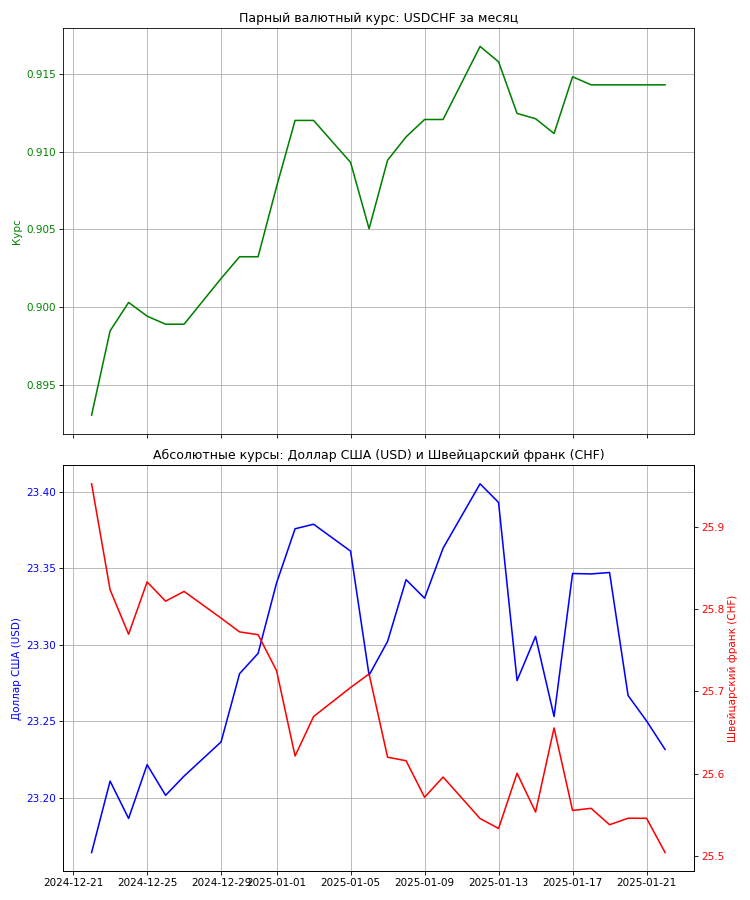 Парный валютный курс: USDCHF за месяц
0.915
0.910
0.905
0.900
0.895
Курс
Абсолютные курсы: Доллар США (USD) и Швейцарский франк (CHF)
23.40
23.35
23.30
23.25
23.20
Доллар США (USD)
25.9
25.8
25.7
25.6
25.5
Швейцарский франк (CHF)
2024-12-21 2024-12-25 2024-12-29 2025-01-01 2025-01-05 2025-01-09 2025-01-13 2025-01-17 2025-01-21